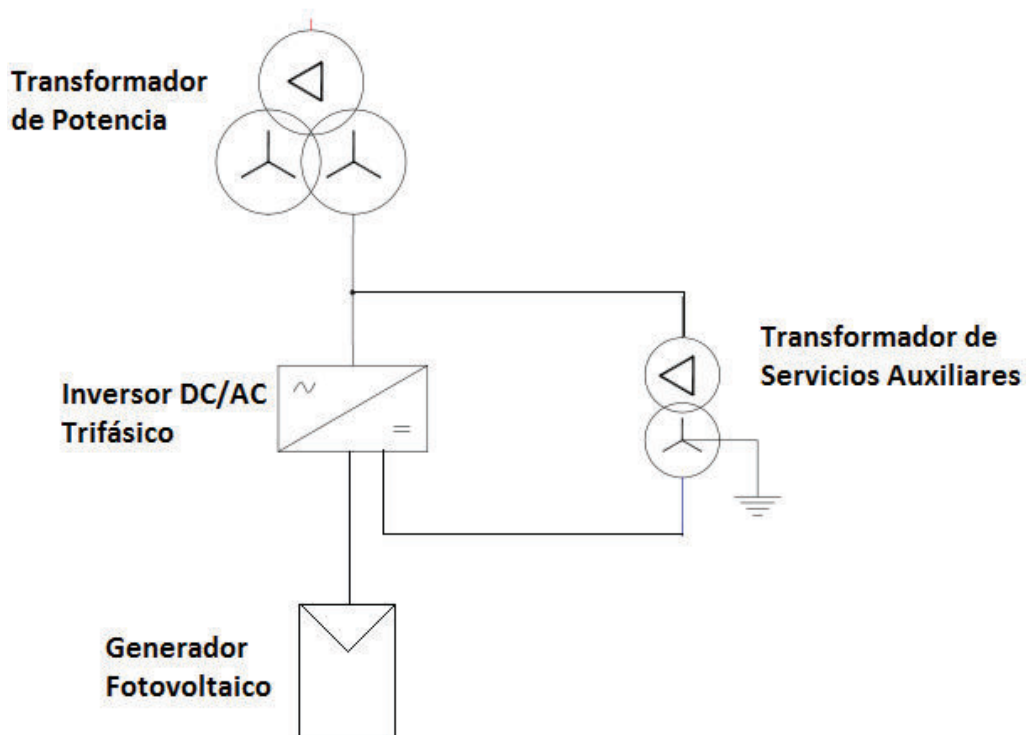 Transformador
de Potencia
Transformador de
Servicios Auxiliares
Inversor DC/AC
Trifásico
Generador
Fotovoltaico